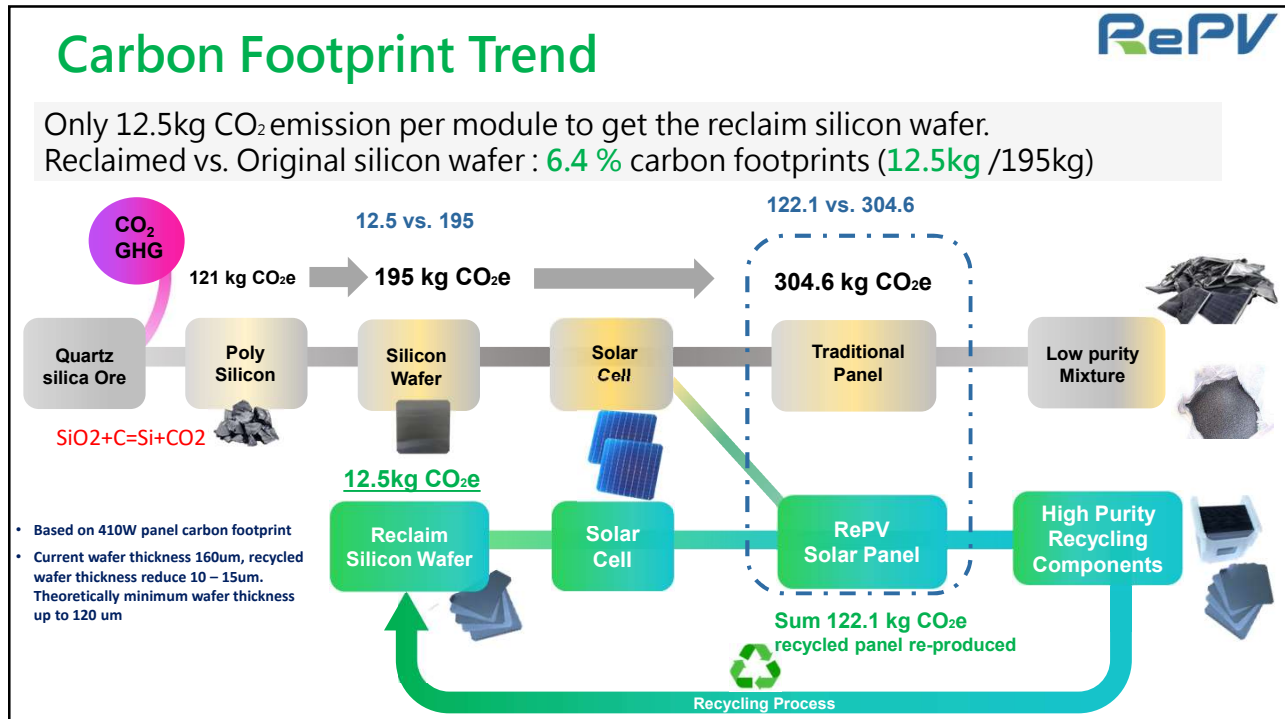 Carbon Footprint Trend
RePV
Only 12.5kg CO₂ emission per module to get the reclaim silicon wafer.
Reclaimed vs. Original silicon wafer : 6.4 % carbon footprints (12.5kg /195kg)
CO₂
GHG
12.5 vs. 195
122.1 vs. 304.6
121 kg CO₂e
195 kg CO₂e
304.6 kg CO₂e
Quartz
silica Ore
Poly
Silicon
Silicon
Wafer
Solar
Cell
Traditional
Panel
Low purity
Mixture
SiO2+C=Si+CO2
12.5kg CO₂e
• Based on 410W panel carbon footprint
• Current wafer thickness 160um, recycled
wafer thickness reduce 10 – 15um.
Theoretically minimum wafer thickness
up to 120 um
Reclaim
Silicon Wafer
Solar
Cell
RePV
Solar Panel
High Purity
Recycling
Components
Sum 122.1 kg CO₂e
recycled panel re-produced
Recycling Process